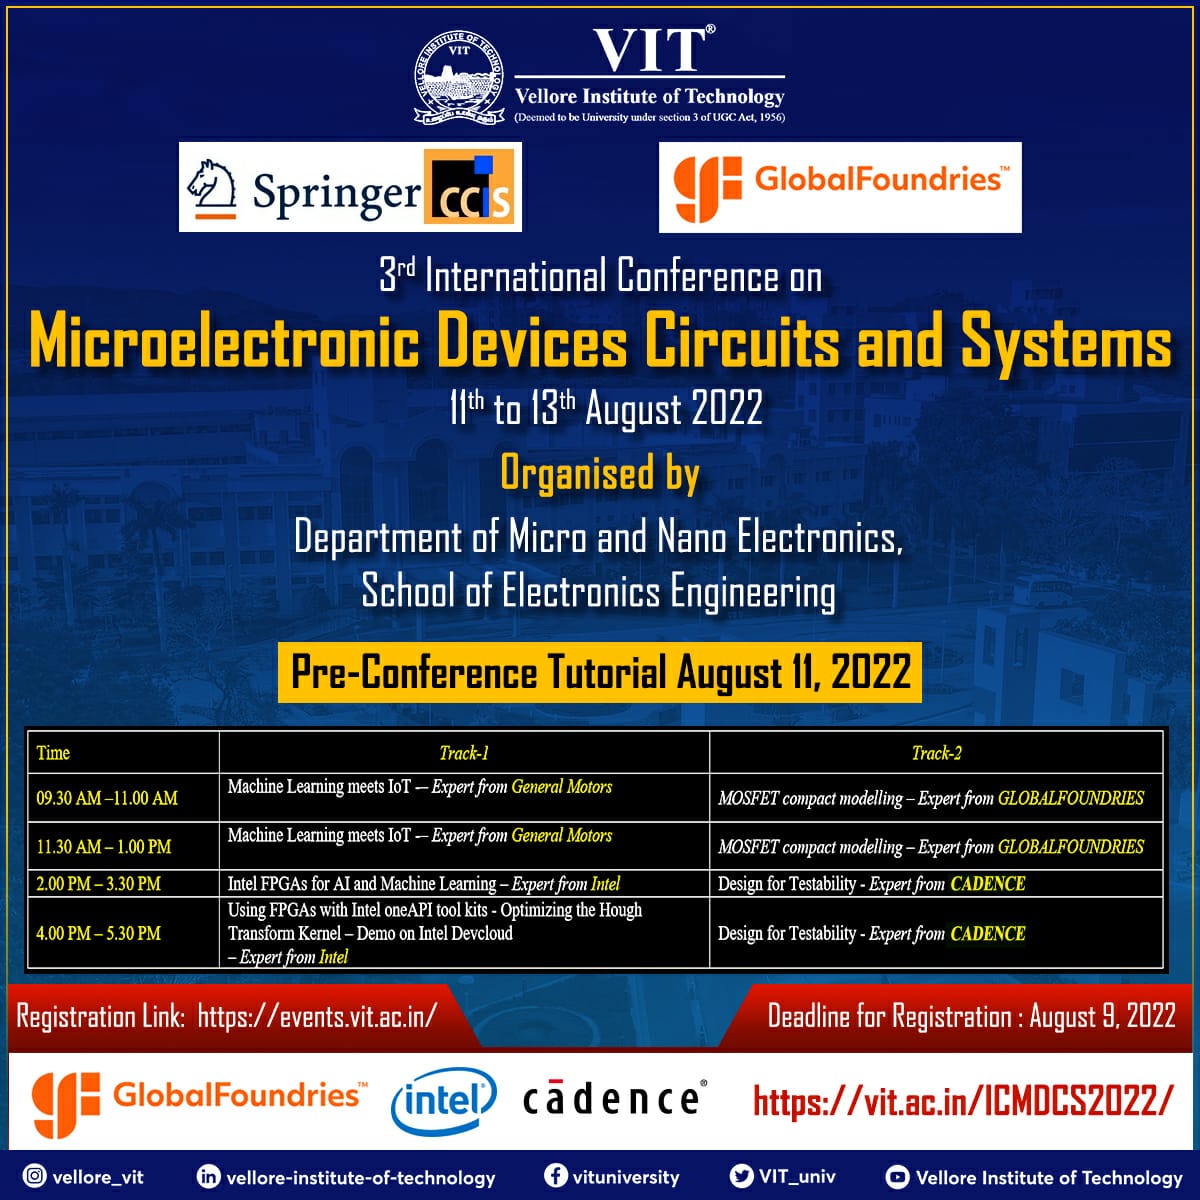 VELLORE INSTITUTE OF TECHNOLOGY
VIT
VIT®
Vellore Institute of Technology
(Deemed to be University under section 3 of UGC Act, 1956)
Springer CCIS
GlobalFoundries™
3rd International Conference on
Microelectronic Devices Circuits and Systems
11th to 13th August 2022
Organised by
Department of Micro and Nano Electronics,
School of Electronics Engineering
Pre-Conference Tutorial August 11, 2022
Time Track-1 Track-2
09.30 AM –11.00 AM Machine Learning meets IoT -– Expert from General Motors MOSFET compact modelling – Expert from GLOBALFOUNDRIES
11.30 AM – 1.00 PM Machine Learning meets IoT -– Expert from General Motors MOSFET compact modelling – Expert from GLOBALFOUNDRIES
2.00 PM – 3.30 PM Intel FPGAs for AI and Machine Learning – Expert from Intel Design for Testability - Expert from CADENCE
4.00 PM – 5.30 PM Using FPGAs with Intel oneAPI tool kits - Optimizing the Hough
Transform Kernel – Demo on Intel Devcloud
– Expert from Intel
Design for Testability - Expert from CADENCE
Registration Link: https://events.vit.ac.in/
Deadline for Registration : August 9, 2022
GlobalFoundries™ intel® cādence® https://vit.ac.in/ICMDCS2022/
vellore_vit vellore-institute-of-technology vituniversity VIT_univ Vellore Institute of Technology